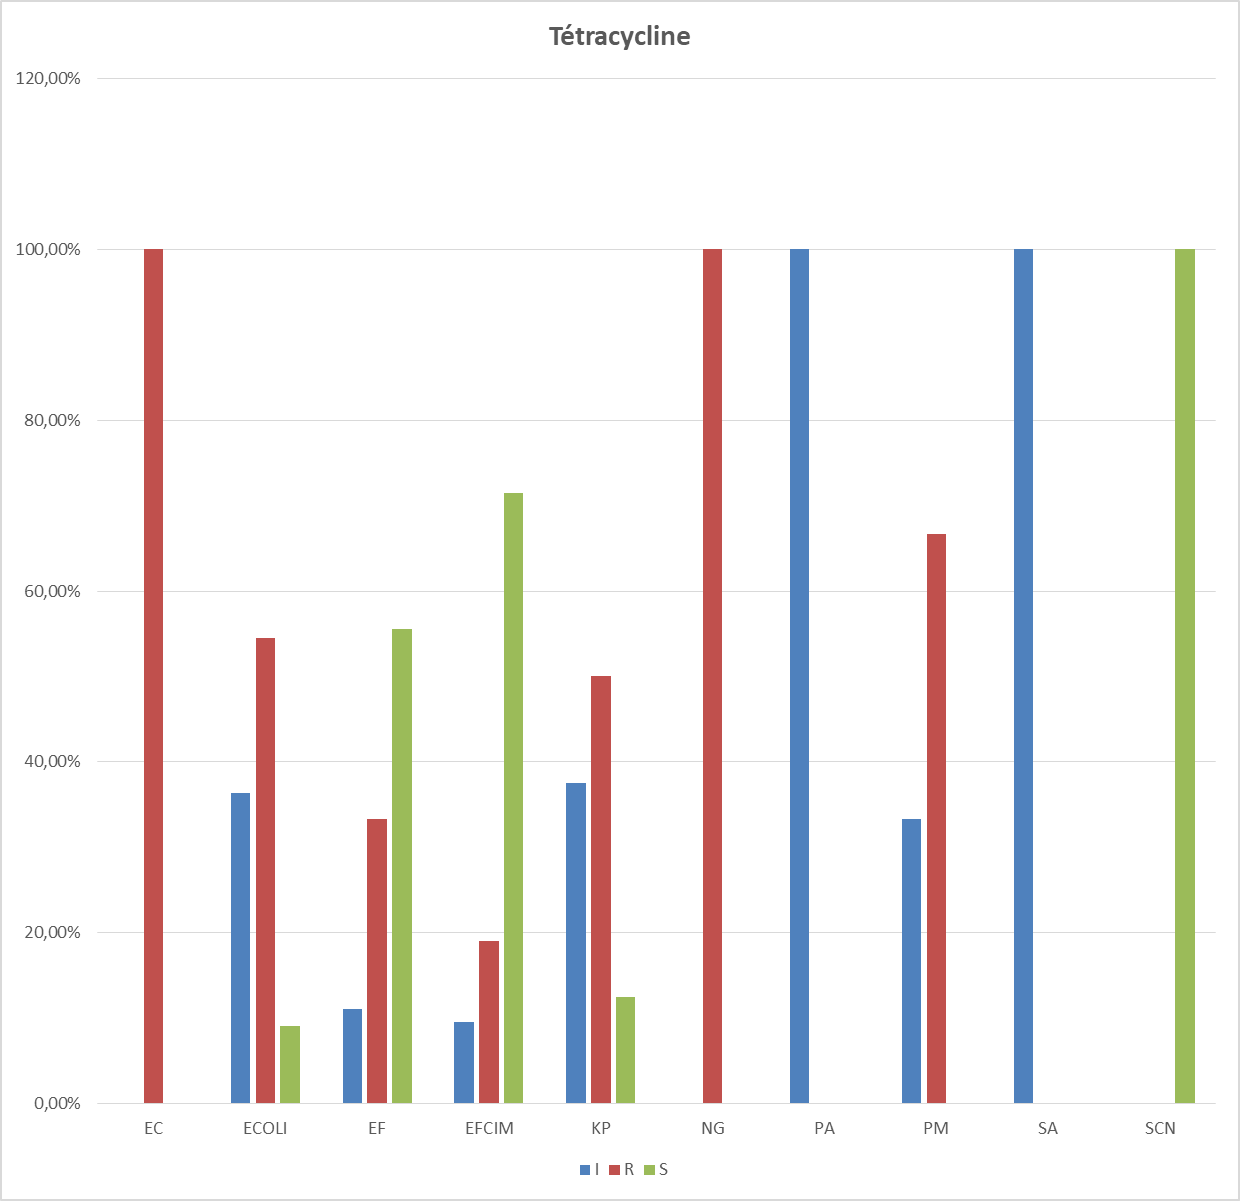 Tétracycline
120,00%
100,00%
80,00%
60,00%
40,00%
20,00%
0,00%
EC ECOLI EF EFCIM KP NG PA PM SA SCN
I R S